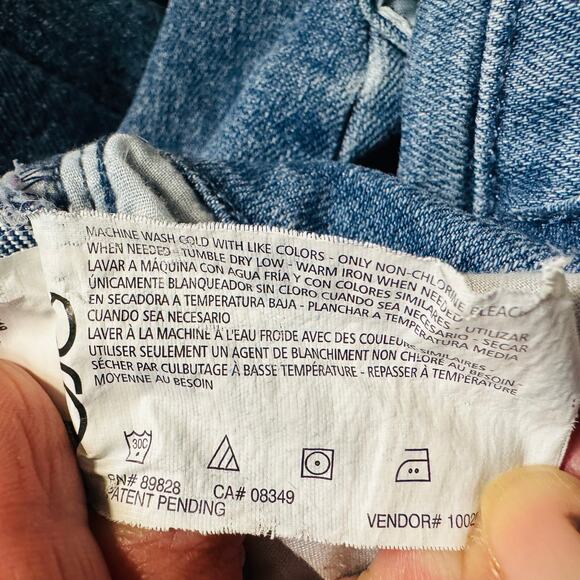 MACHINE WASH COLD WITH LIKE COLORS - ONLY NON-CHLORINE BLEACH
WHEN NEEDED - TUMBLE DRY LOW - WARM IRON WHEN NEEDED
LAVAR A MÁQUINA CON AGUA FRÍA Y CON COLORES SIMILARES - UTILIZAR
ÚNICAMENTE BLANQUEADOR SIN CLORO CUANDO SEA NECESARIO - SECAR
EN SECADORA A TEMPERATURA BAJA - PLANCHAR A TEMPERATURA MEDIA
CUANDO SEA NECESARIO
LAVER À LA MACHINE À L'EAU FROIDE AVEC DES COULEURS SIMILAIRES -
UTILISER SEULEMENT UN AGENT DE BLANCHIMENT NON CHLORÉ AU BESOIN -
SÉCHER PAR CULBUTAGE À BASSE TEMPÉRATURE - REPASSER À TEMPÉRATURE
MOYENNE AU BESOIN
30C
RN# 89828 CA# 08349
PATENT PENDING
VENDOR# 1002